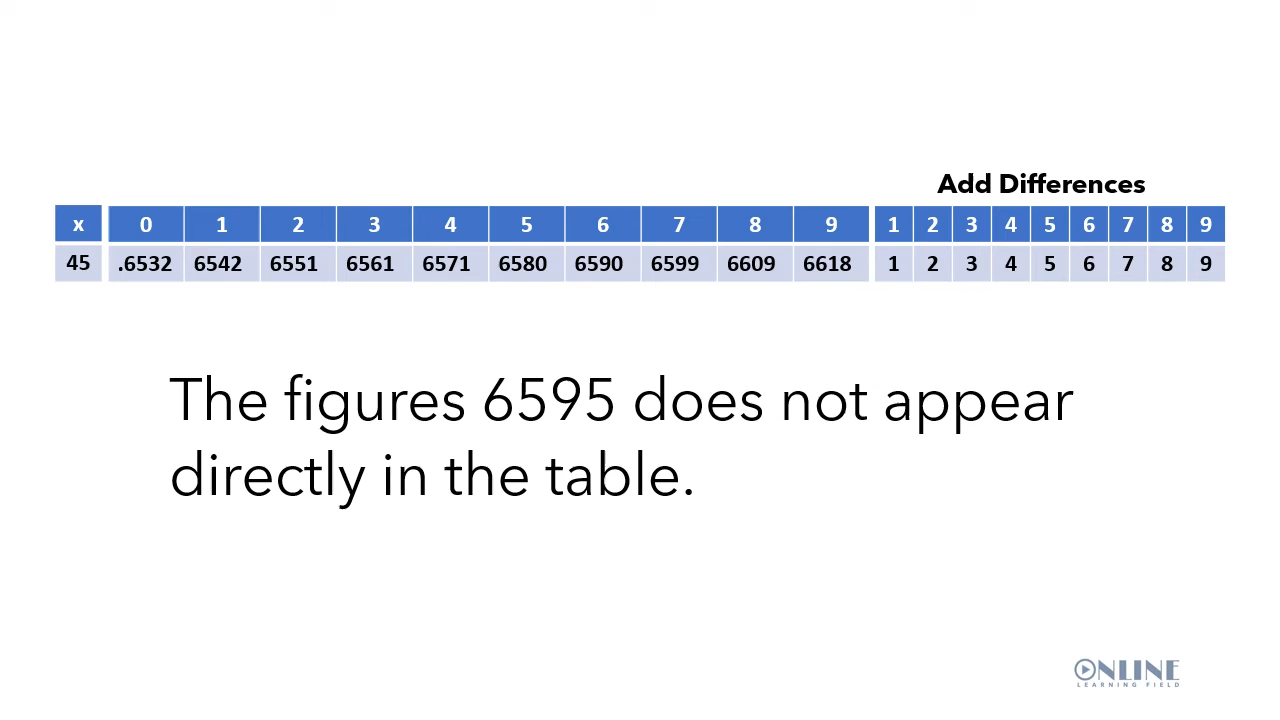 Add Differences
x 0 1 2 3 4 5 6 7 8 9 1 2 3 4 5 6 7 8 9
45 .6532 6542 6551 6561 6571 6580 6590 6599 6609 6618 1 2 3 4 5 6 7 8 9
The figures 6595 does not appear
directly in the table.
ONLINE
LEARNING FIELD